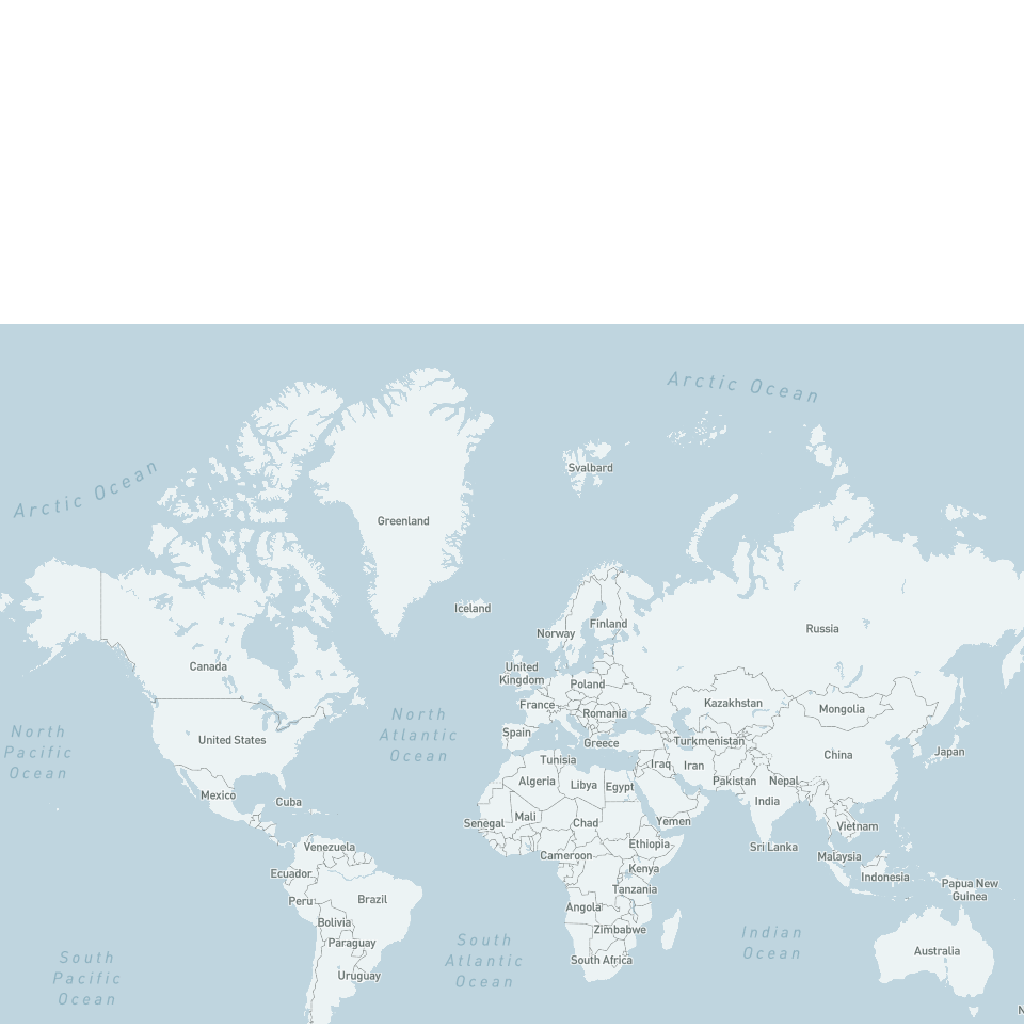 Arctic Ocean
Svalbard
Arctic Ocean
Greenland
Iceland
Finland
Norway
Russia
Canada
United
Kingdom
Poland
France
Kazakhstan
Mongolia
Romania
North
Atlantic
Ocean
North
Pacific
Ocean
United States
Spain
Greece
Turkmenistan
China
Japan
Tunisia
Iraq
Iran
Algeria
Libya
Egypt
Pakistan
Nepal
Mexico
Cuba
India
Mali
Senegal
Chad
Yemen
Vietnam
Venezuela
Ethiopia
Sri Lanka
Cameroon
Malaysia
Ecuador
Kenya
Indonesia
Papua New
Guinea
Tanzania
Brazil
Peru
Angola
Bolivia
Zimbabwe
Paraguay
South
Atlantic
Ocean
Indian
Ocean
Australia
South Africa
South
Pacific
Ocean
Uruguay